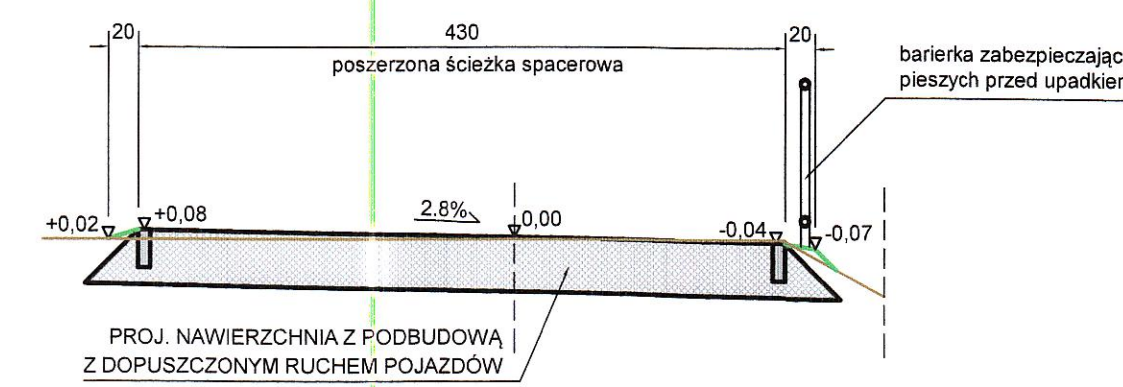 20
430
20
poszerzona ścieżka spacerowa
barierka zabezpieczając
pieszych przed upadkiem
+0,02
+0,08
2.8%
0,00
-0,04
-0,07
PROJ. NAWIERZCHNIA Z PODBUDOWĄ
Z DOPUSZCZONYM RUCHEM POJAZDÓW